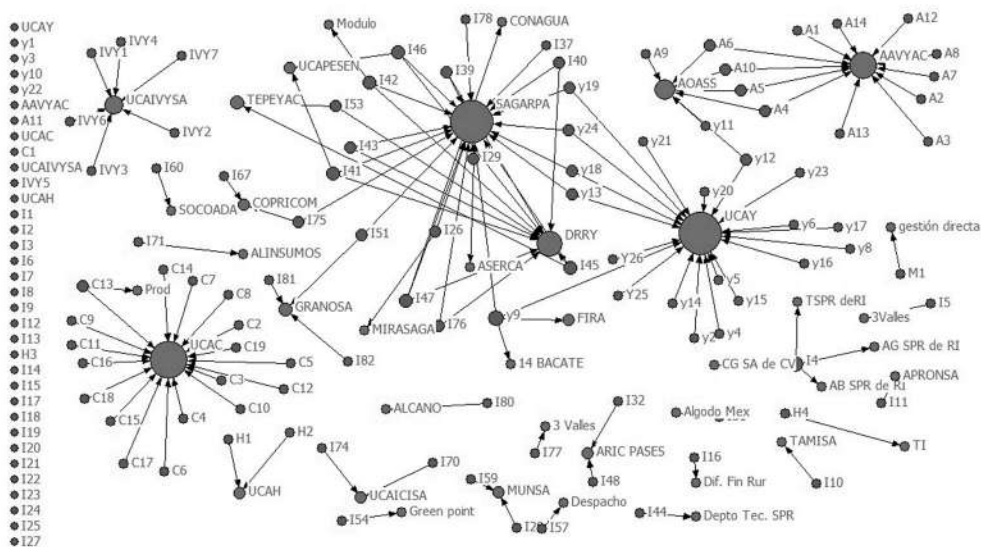 UCAY
y1
y3
y10
y22
AAVYAC
A11
UCAC
C1
UCAIVYSA
IVY5
UCAH
I1
I2
I3
I6
I7
I8
I9
I12
I13
H3
I14
I15
I17
I18
I19
I20
I21
I22
I23
I24
I25
I27
IVY1
IVY4
IVY7
UCAIVYSA
IVY6
IVY2
IVY3
Modulo
I46
UCAPESEN
I42
TEPEYAC
I53
I43
I41
I78
CONAGUA
I39
I37
I40
y19
SAGARPA
y24
I29
y18
y13
A9
A6
A10
AOASS
A5
A4
y11
y12
A1
A14
A12
AAVYAC
A8
A7
A2
A13
A3
I60
SOCOADA
I67
COPRICOM
I75
I71
ALINSUMOS
I51
I26
ASERCA
DRRY
I45
I47
MIRASAGA
I76
y9
FIRA
14 BACATE
I81
GRANOSA
I82
y21
y23
y20
UCAY
y6
y17
y8
y16
Y26
Y25
y5
y15
y14
y2
y4
gestión directa
M1
C14
C7
C13
Prod
C8
C9
C2
C11
UCAC
C19
C16
C5
C3
C12
C18
C10
C15
C4
C17
C6
TSPR deRI
I5
3Valles
CG SA de CV
I4
AG SPR de RI
AB SPR de RI
APRONSA
I11
ALCANO
I80
I32
Algodo Mex
H4
H1
H2
I74
I70
3 Valles
I77
ARIC PASES
TAMISA
TI
I59
MUNSA
I48
I16
Dif. Fin Rur
I10
UCAH
UCAICISA
I54
Green point
Despacho
I57
I44
Depto Tec. SPR